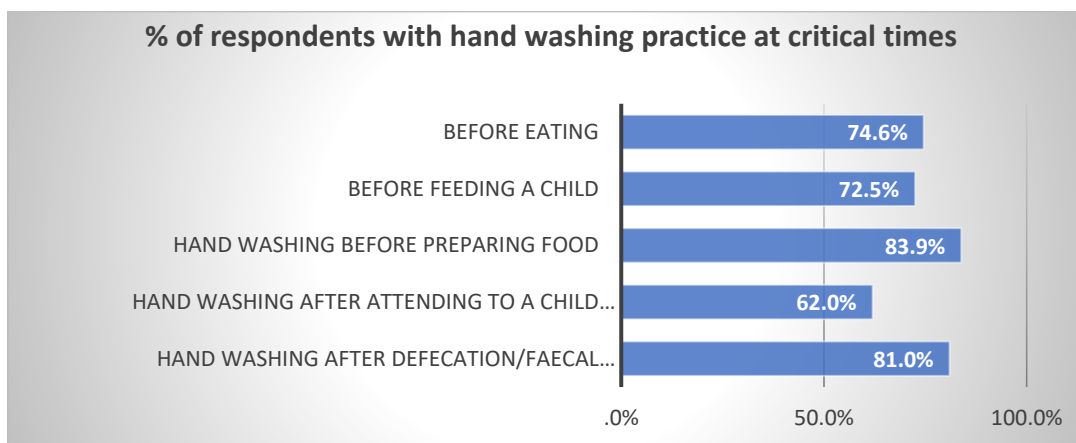 % of respondents with hand washing practice at critical times
BEFORE EATING
74.6%
BEFORE FEEDING A CHILD
72.5%
HAND WASHING BEFORE PREPARING FOOD
83.9%
HAND WASHING AFTER ATTENDING TO A CHILD...
62.0%
HAND WASHING AFTER DEFECATION/FAECAL...
81.0%
.0% 50.0% 100.0%